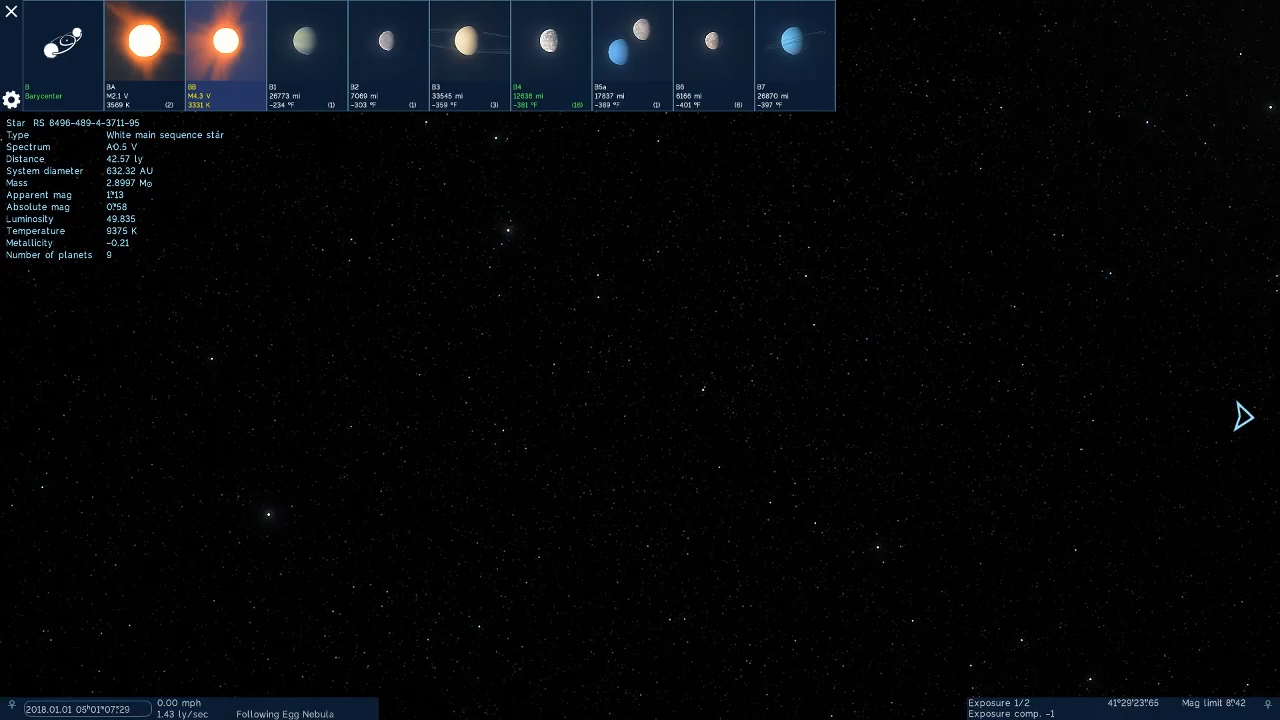 B
Barycenter
BA
M2.1 V
3569 K (2)
BB
M4.3 V
3331 K
B1
26773 mi
-234 °F (1)
B2
7069 mi
-303 °F (1)
B3
33545 mi
-359 °F (3)
B4
12636 mi
-381 °F (16)
B5a
17837 mi
-389 °F (1)
B6
6166 mi
-401 °F (6)
B7
26870 mi
-397 °F
Star RS 8496-489-4-3711-95
Type White main sequence star
Spectrum A0.5 V
Distance 42.57 ly
System diameter 632.32 AU
Mass 2.8997 M⊙
Apparent mag 1ᵐ.13
Absolute mag 0ᵐ.58
Luminosity 49.835
Temperature 9375 K
Metallicity -0.21
Number of planets 9
2018.01.01 05ʰ01ᵐ07ˢ.29
0.00 mph
1.43 ly/sec Following Egg Nebula
Exposure 1/2 41°29'23"65 Mag limit 8ᵐ.42
Exposure comp. -1